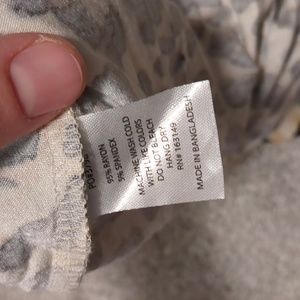 95% RAYON
5% SPANDEX
MACHINE WASH COLD
WITH LIKE COLORS
DO NOT BLEACH
HANG DRY
RN# 163149
MADE IN BANGLADESH